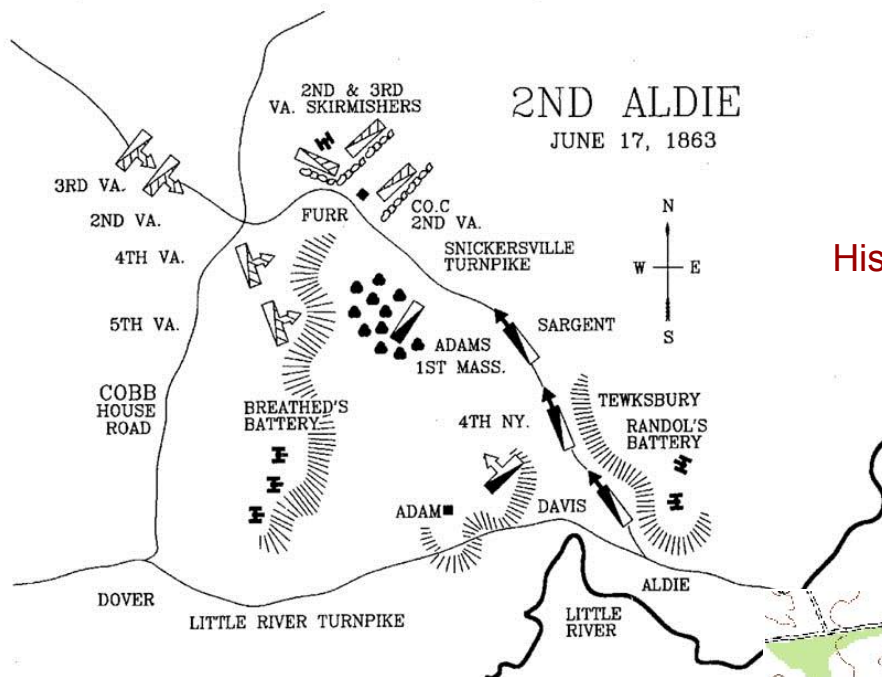 2ND & 3RD
VA. SKIRMISHERS
2ND ALDIE
JUNE 17, 1863
3RD VA.
2ND VA.
4TH VA.
5TH VA.
FURR
CO.C
2ND VA.
SNICKERSVILLE
TURNPIKE
N
W E
S
His
SARGENT
ADAMS
1ST MASS.
COBB
HOUSE
ROAD
BREATHED'S
BATTERY
4TH NY.
TEWKSBURY
RANDOL'S
BATTERY
ADAM
DAVIS
ALDIE
DOVER
LITTLE RIVER TURNPIKE
LITTLE
RIVER